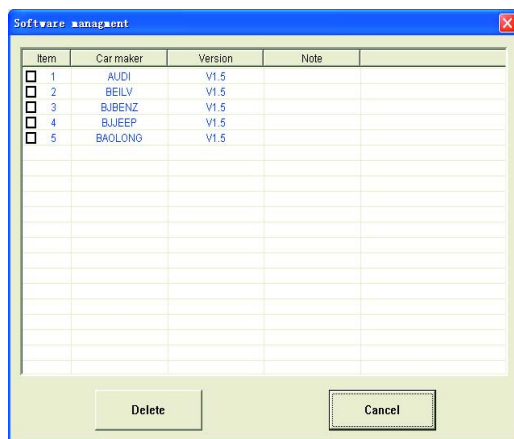 Software managment
Item Car maker Version Note
1 AUDI V1.5
2 BEILV V1.5
3 BJBENZ V1.5
4 BJJEEP V1.5
5 BAOLONG V1.5
Delete Cancel